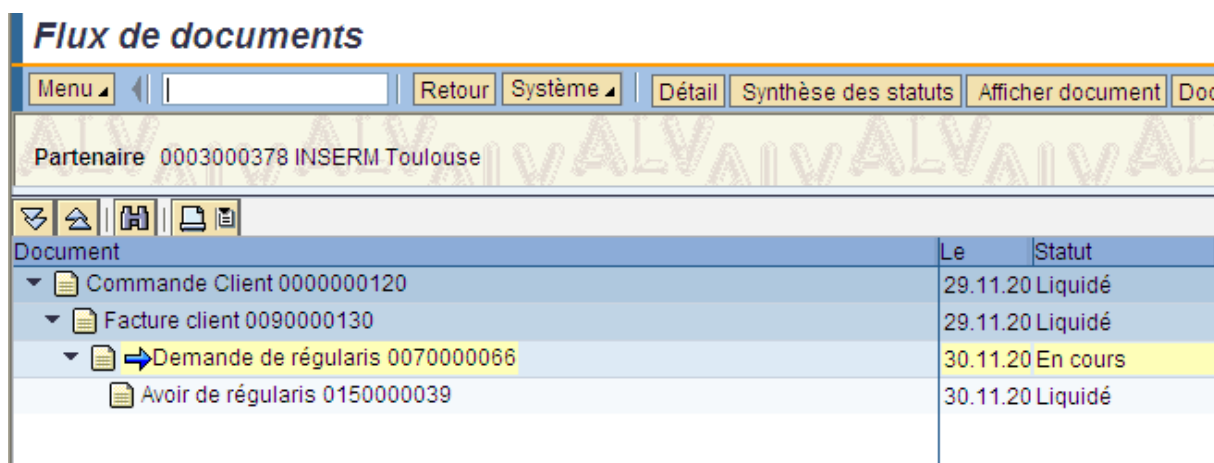 Flux de documents
Menu Retour Système Détail Synthèse des statuts Afficher document Doc
Partenaire 0003000378 INSERM Toulouse
Document Le Statut
Commande Client 0000000120 29.11.20 Liquidé
Facture client 0090000130 29.11.20 Liquidé
Demande de régularis 0070000066 30.11.20 En cours
Avoir de régularis 0150000039 30.11.20 Liquidé